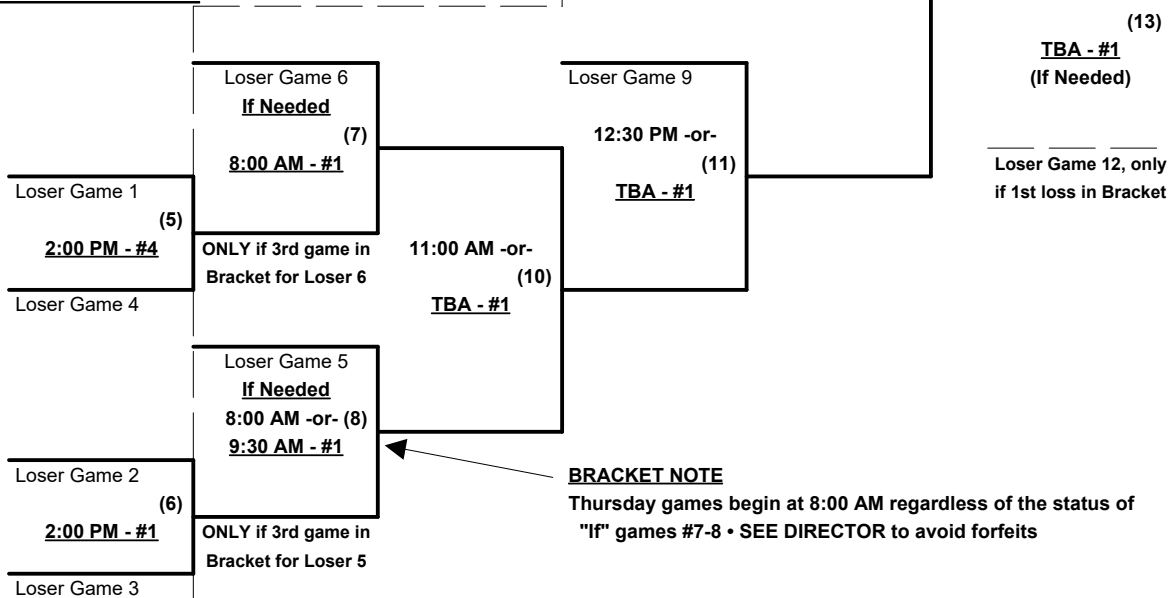 (13)
TBA - #1
(If Needed)
Loser Game 12, only
if 1st loss in Bracket
Loser Game 6
If Needed
(7)
8:00 AM - #1
Loser Game 9
12:30 PM -or-
(11)
TBA - #1
Loser Game 1
(5)
2:00 PM - #4
Loser Game 4
ONLY if 3rd game in
Bracket for Loser 6
11:00 AM -or-
(10)
TBA - #1
Loser Game 5
If Needed
8:00 AM -or- (8)
9:30 AM - #1
Loser Game 2
(6)
2:00 PM - #1
Loser Game 3
ONLY if 3rd game in
Bracket for Loser 5
BRACKET NOTE
Thursday games begin at 8:00 AM regardless of the status of
"If" games #7-8 • SEE DIRECTOR to avoid forfeits